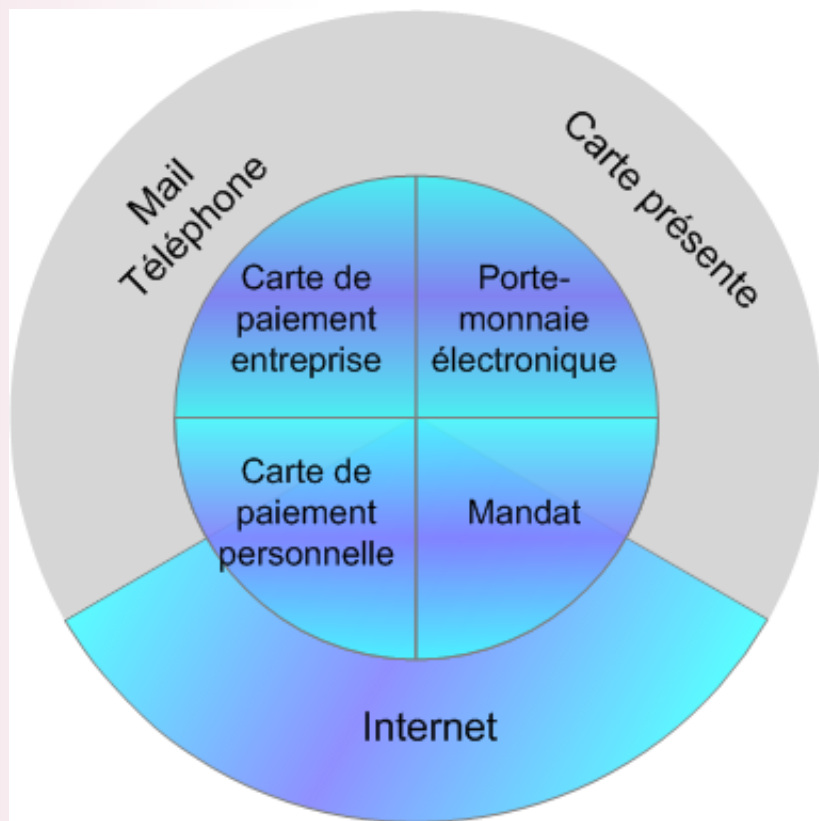 Mail
Téléphone
Carte présente
Carte de
paiement
entreprise
Porte-
monnaie
électronique
Carte de
paiement
personnelle
Mandat
Internet